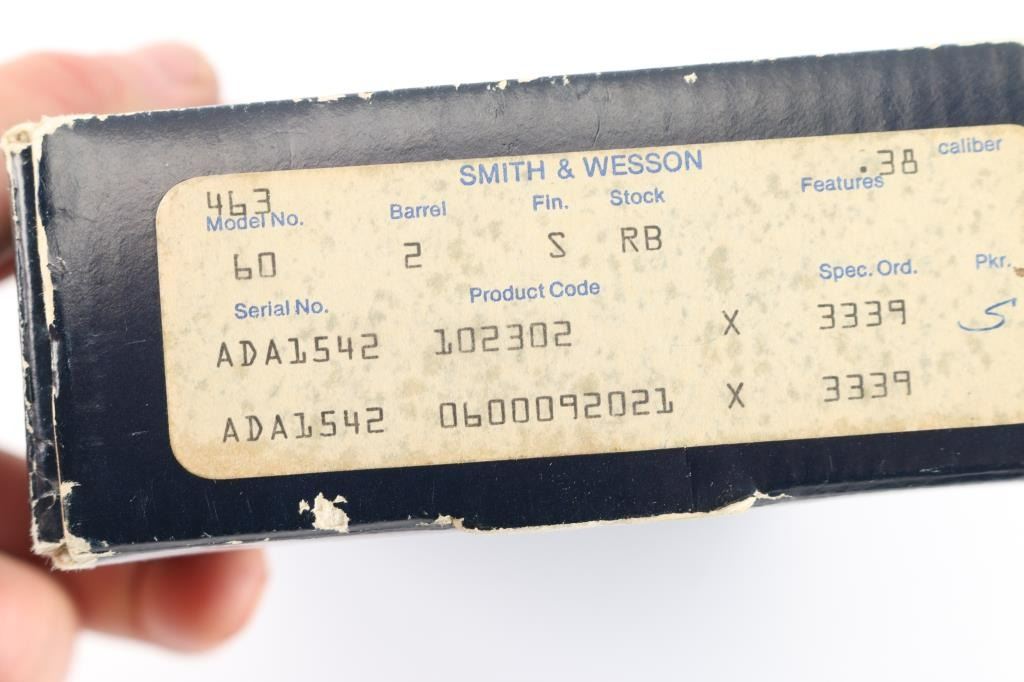 SMITH & WESSON
.38 caliber
463
Model No. Barrel Fin. Stock Features
60 2 S RB
Serial No. Product Code Spec. Ord. Pkr.
ADA1542 102302 X 3339 S
ADA1542 0600092021 X 3339